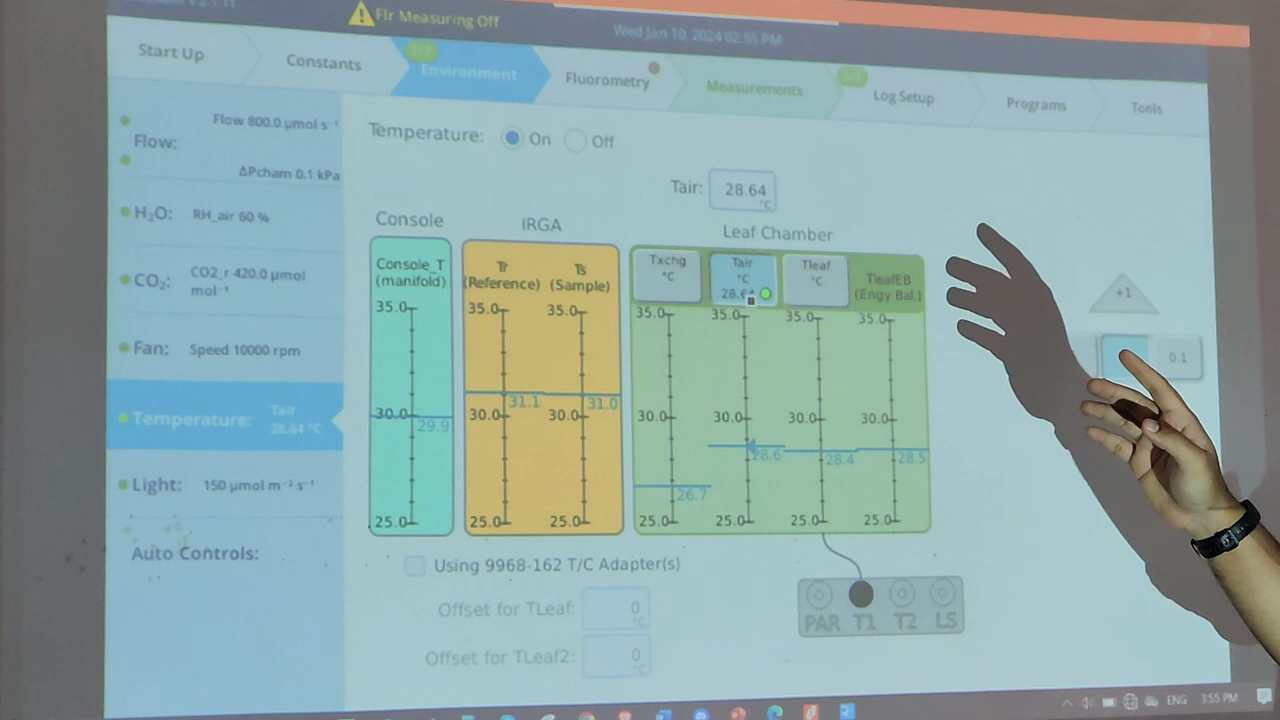 Flr Measuring Off
Wed Jan 10, 2024 02:55 PM
Start Up
Constants
Environment
Fluorometry
Measurements
Log Setup
Programs
Tools
Flow 800.0 µmol s⁻¹
Flow:
ΔPcham 0.1 kPa
H₂O: RH_air 60 %
CO₂: CO2_r 420.0 µmol
mol⁻¹
Fan: Speed 10000 rpm
Temperature: Tair
28.64 °C
Light: 150 µmol m⁻² s⁻¹
Auto Controls:
Temperature: On Off
Tair: 28.64
°C
Console
IRGA
Leaf Chamber
Console_T
(manifold)
35.0
30.0
29.9
25.0
Tr
(Reference)
35.0
31.1
30.0
25.0
Ts
(Sample)
35.0
31.0
30.0
25.0
Txchg
°C
35.0
30.0
26.7
25.0
Tair
°C
28.64
35.0
30.0
28.6
25.0
Tleaf
°C
35.0
30.0
28.4
25.0
TleafEB
(Engy Bal.)
35.0
30.0
28.5
25.0
+1
0.1
Using 9968-162 T/C Adapter(s)
Offset for TLeaf: 0
°C
Offset for TLeaf2: 0
°C
PAR T1 T2 LS
ENG 3:55 PM